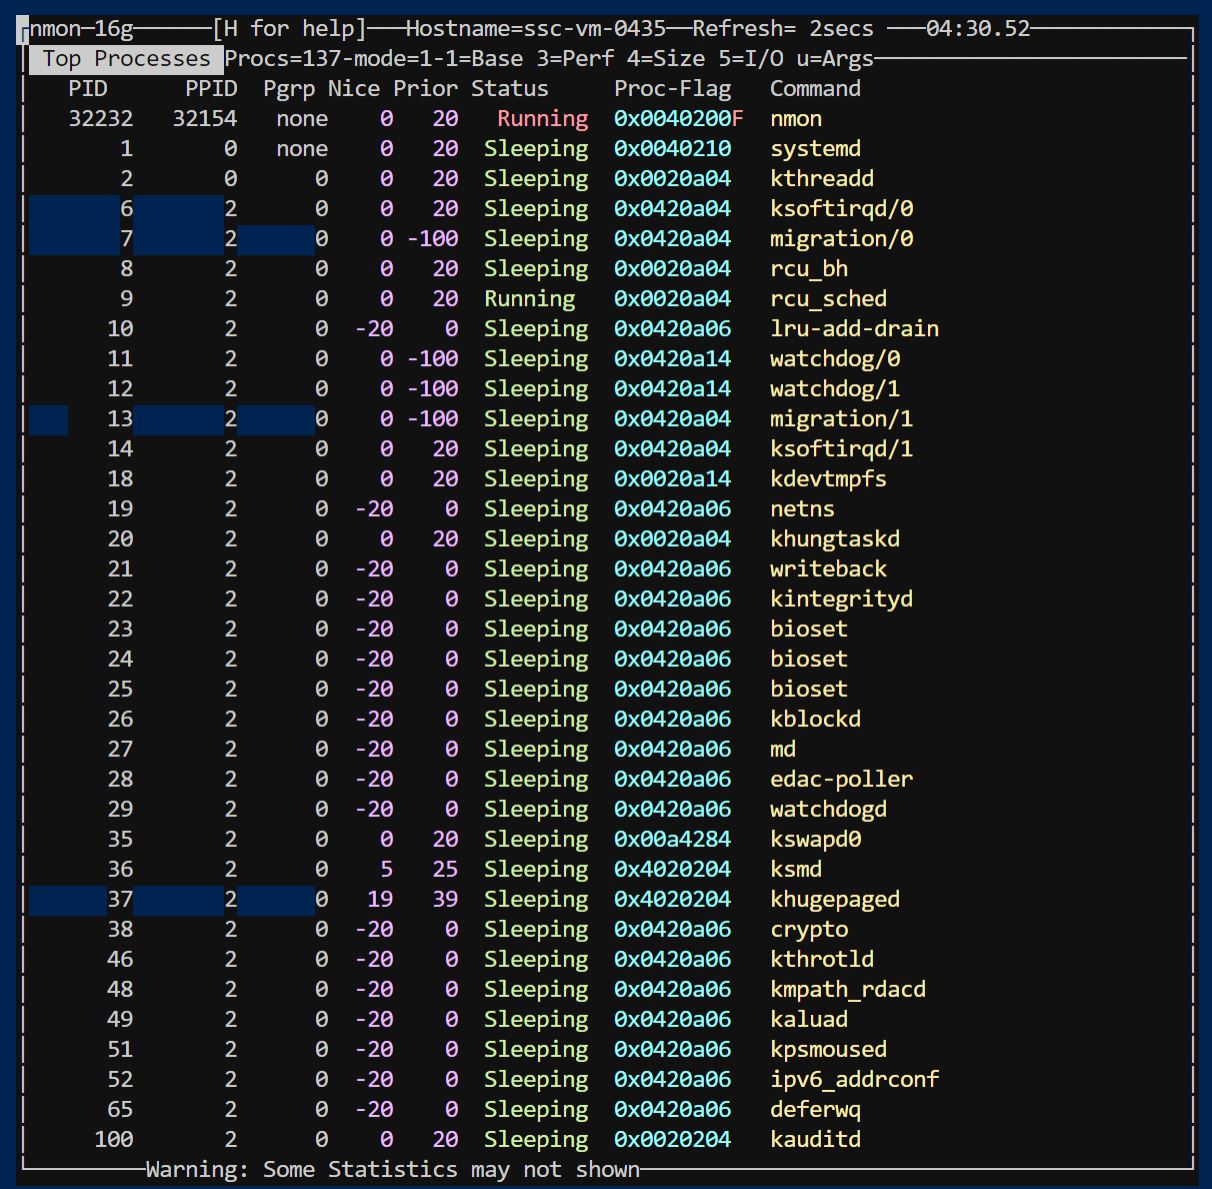 nmon─16g──────[H for help]───Hostname=ssc-vm-0435──Refresh= 2secs ───04:30.52
Top Processes Procs=137-mode=1-1=Base 3=Perf 4=Size 5=I/O u=Args
PID PPID Pgrp Nice Prior Status Proc-Flag Command
32232 32154 none 0 20 Running 0x0040200F nmon
1 0 none 0 20 Sleeping 0x0040210 systemd
2 0 0 0 20 Sleeping 0x0020a04 kthreadd
6 2 0 0 20 Sleeping 0x0420a04 ksoftirqd/0
7 2 0 0 -100 Sleeping 0x0420a04 migration/0
8 2 0 0 20 Sleeping 0x0020a04 rcu_bh
9 2 0 0 20 Running 0x0020a04 rcu_sched
10 2 0 -20 0 Sleeping 0x0420a06 lru-add-drain
11 2 0 0 -100 Sleeping 0x0420a14 watchdog/0
12 2 0 0 -100 Sleeping 0x0420a14 watchdog/1
13 2 0 0 -100 Sleeping 0x0420a04 migration/1
14 2 0 0 20 Sleeping 0x0420a04 ksoftirqd/1
18 2 0 0 20 Sleeping 0x0020a14 kdevtmpfs
19 2 0 -20 0 Sleeping 0x0420a06 netns
20 2 0 0 20 Sleeping 0x0020a04 khungtaskd
21 2 0 -20 0 Sleeping 0x0420a06 writeback
22 2 0 -20 0 Sleeping 0x0420a06 kintegrityd
23 2 0 -20 0 Sleeping 0x0420a06 bioset
24 2 0 -20 0 Sleeping 0x0420a06 bioset
25 2 0 -20 0 Sleeping 0x0420a06 bioset
26 2 0 -20 0 Sleeping 0x0420a06 kblockd
27 2 0 -20 0 Sleeping 0x0420a06 md
28 2 0 -20 0 Sleeping 0x0420a06 edac-poller
29 2 0 -20 0 Sleeping 0x0420a06 watchdogd
35 2 0 0 20 Sleeping 0x00a4284 kswapd0
36 2 0 5 25 Sleeping 0x4020204 ksmd
37 2 0 19 39 Sleeping 0x4020204 khugepaged
38 2 0 -20 0 Sleeping 0x0420a06 crypto
46 2 0 -20 0 Sleeping 0x0420a06 kthrotld
48 2 0 -20 0 Sleeping 0x0420a06 kmpath_rdacd
49 2 0 -20 0 Sleeping 0x0420a06 kaluad
51 2 0 -20 0 Sleeping 0x0420a06 kpsmoused
52 2 0 -20 0 Sleeping 0x0420a06 ipv6_addrconf
65 2 0 -20 0 Sleeping 0x0420a06 deferwq
100 2 0 0 20 Sleeping 0x0020204 kauditd
Warning: Some Statistics may not shown